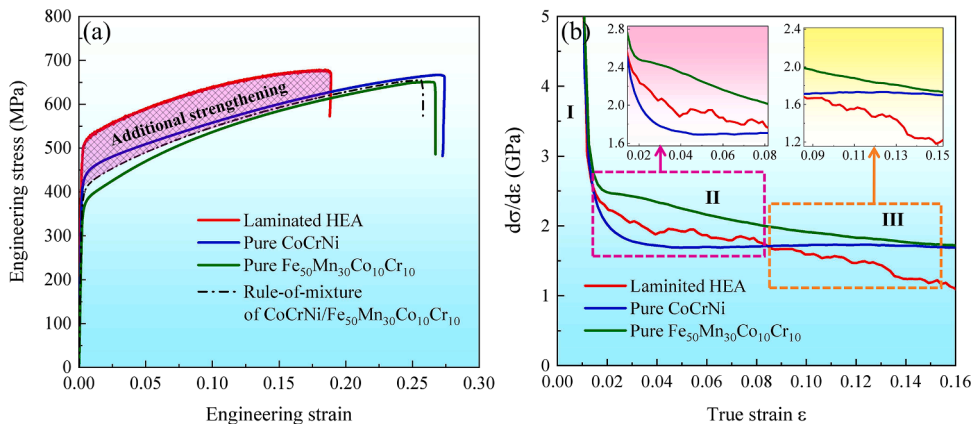 (a)
Engineering stress (MPa)
800
700
600
500
400
300
200
100
0
Additional strengthening
Laminated HEA
Pure CoCrNi
Pure Fe₅₀Mn₃₀Co₁₀Cr₁₀
Rule-of-mixture
of CoCrNi/Fe₅₀Mn₃₀Co₁₀Cr₁₀
0.00 0.05 0.10 0.15 0.20 0.25 0.30
Engineering strain
(b)
dσ/dε (GPa)
5
4
3
2
1
0
I
II
III
2.8
2.4
2.0
1.6
0.02 0.04 0.06 0.08
2.4
2.1
1.8
1.5
1.2
0.09 0.11 0.13 0.15
Laminited HEA
Pure CoCrNi
Pure Fe₅₀Mn₃₀Co₁₀Cr₁₀
0.00 0.02 0.04 0.06 0.08 0.10 0.12 0.14 0.16
True strain ε